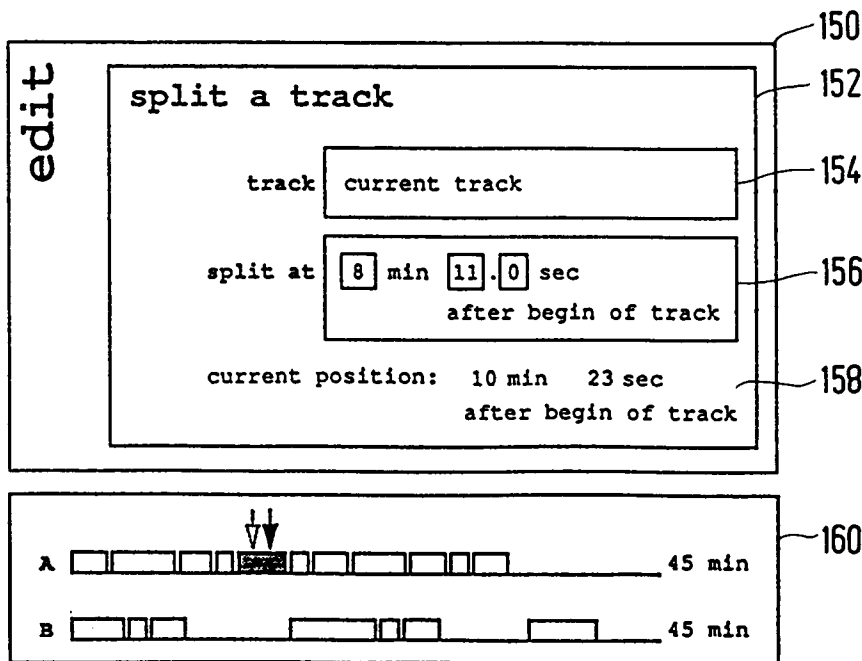 150
edit
152
split a track
154
track current track
156
split at 8 min 11.0 sec
after begin of track
158
current position: 10 min 23 sec
after begin of track
160
A 45 min
B 45 min